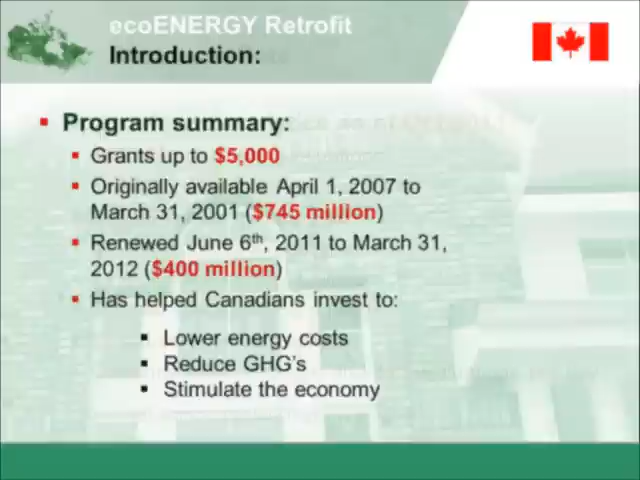 ecoENERGY Retrofit
Introduction:
Program summary:
Grants up to $5,000
Originally available April 1, 2007 to
March 31, 2001 ($745 million)
Renewed June 6th, 2011 to March 31,
2012 ($400 million)
Has helped Canadians invest to:
Lower energy costs
Reduce GHG's
Stimulate the economy